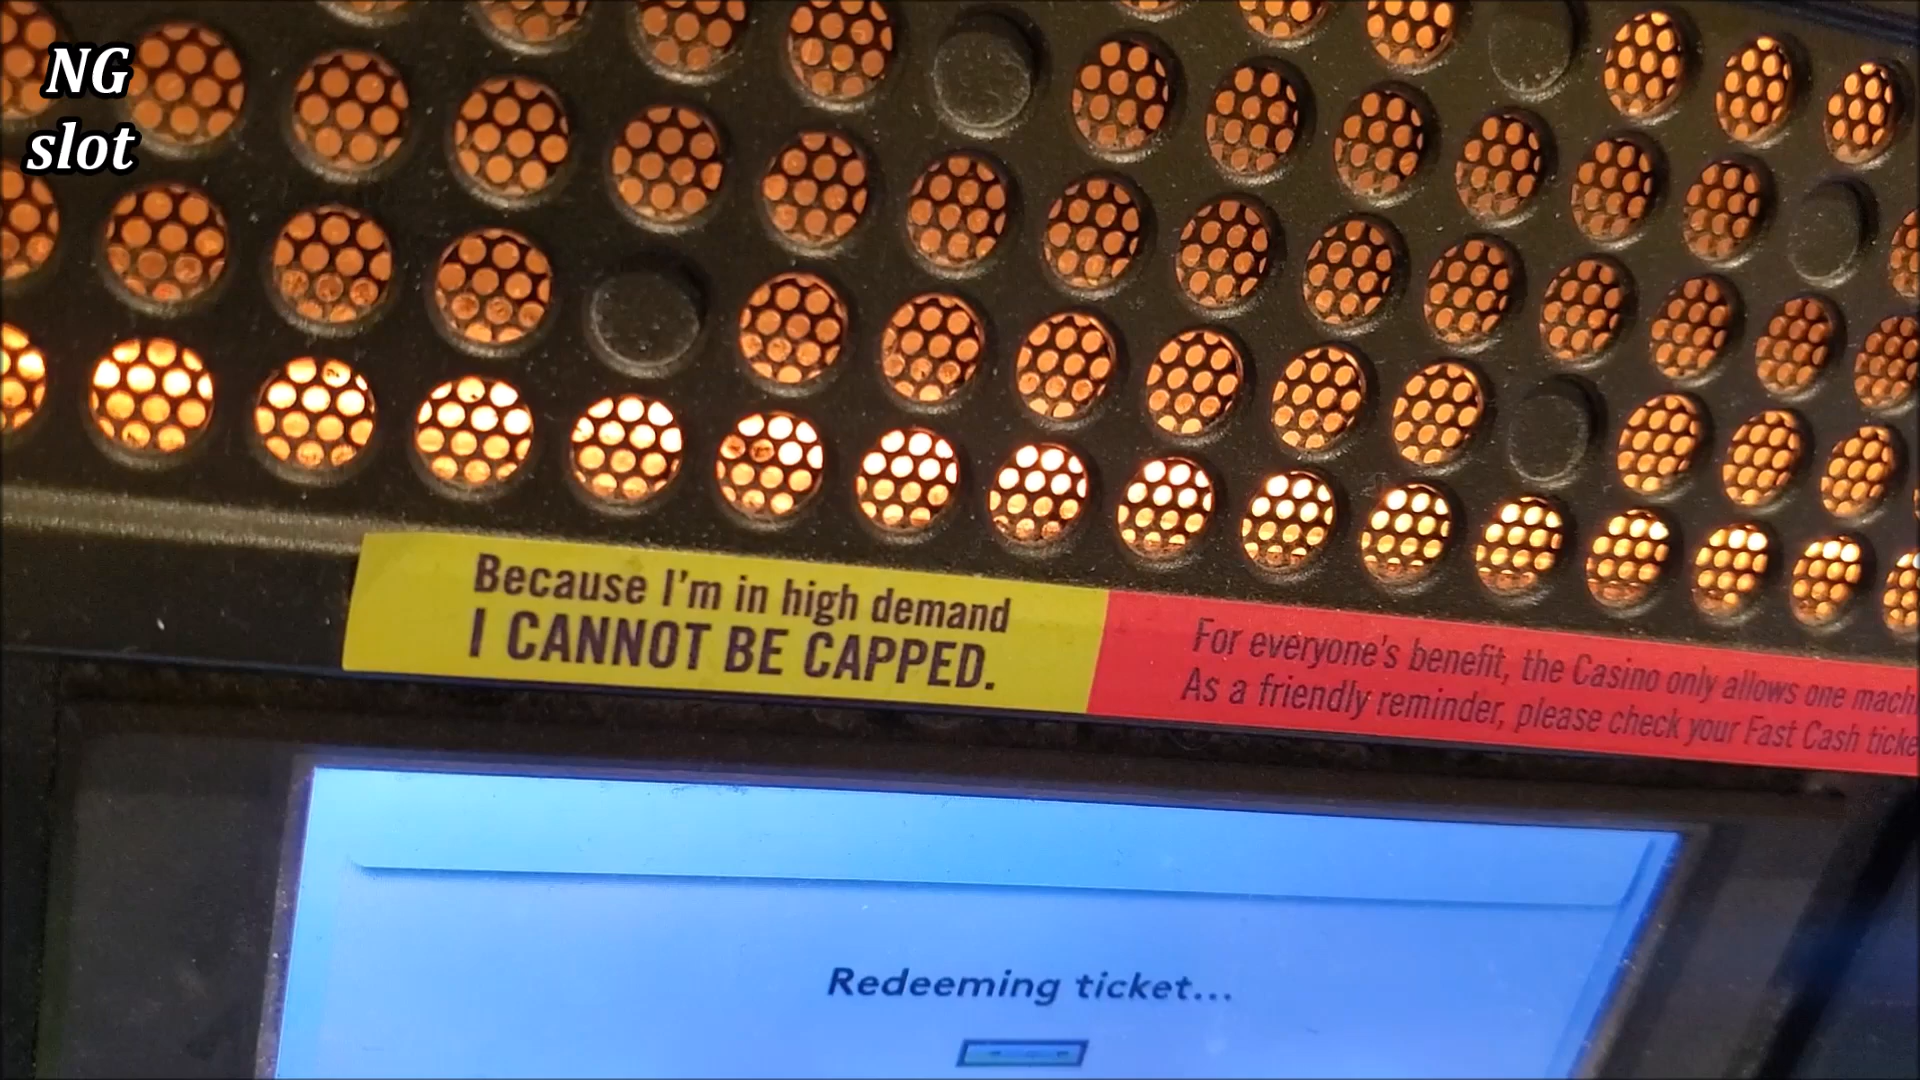 NG
slot
Because I'm in high demand
I CANNOT BE CAPPED.
For everyone's benefit, the Casino only allows one
As a friendly reminder, please check your Fast Cash
Redeeming ticket...